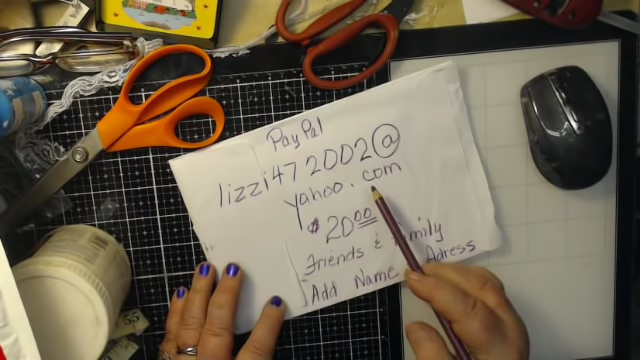 PayPal
lizzi472002@
yahoo.com
$20.00
Friends & Family
Add Name Adress